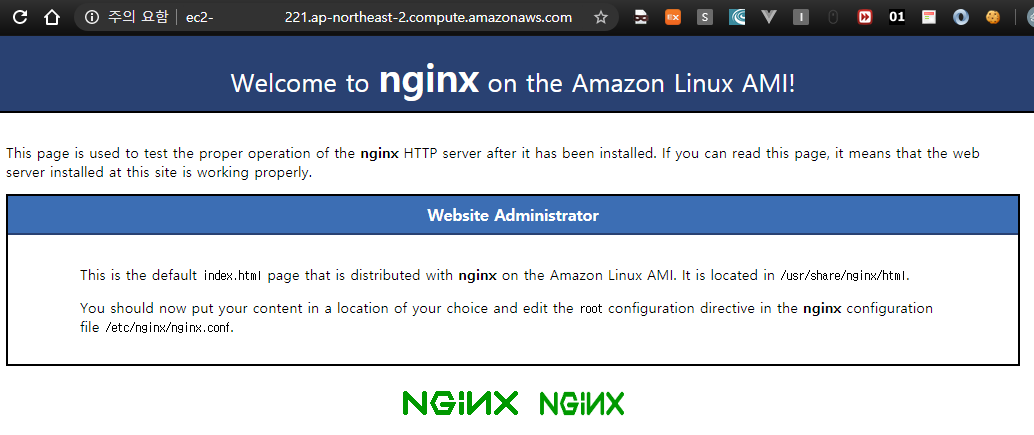 주의 요함 ec2- 221.ap-northeast-2.compute.amazonaws.com EX S V I 01
Welcome to nginx on the Amazon Linux AMI!
This page is used to test the proper operation of the nginx HTTP server after it has been installed. If you can read this page, it means that the web
server installed at this site is working properly.
Website Administrator
This is the default index.html page that is distributed with nginx on the Amazon Linux AMI. It is located in /usr/share/nginx/html.
You should now put your content in a location of your choice and edit the root configuration directive in the nginx configuration
file /etc/nginx/nginx.conf.
NGiNX NGiNX